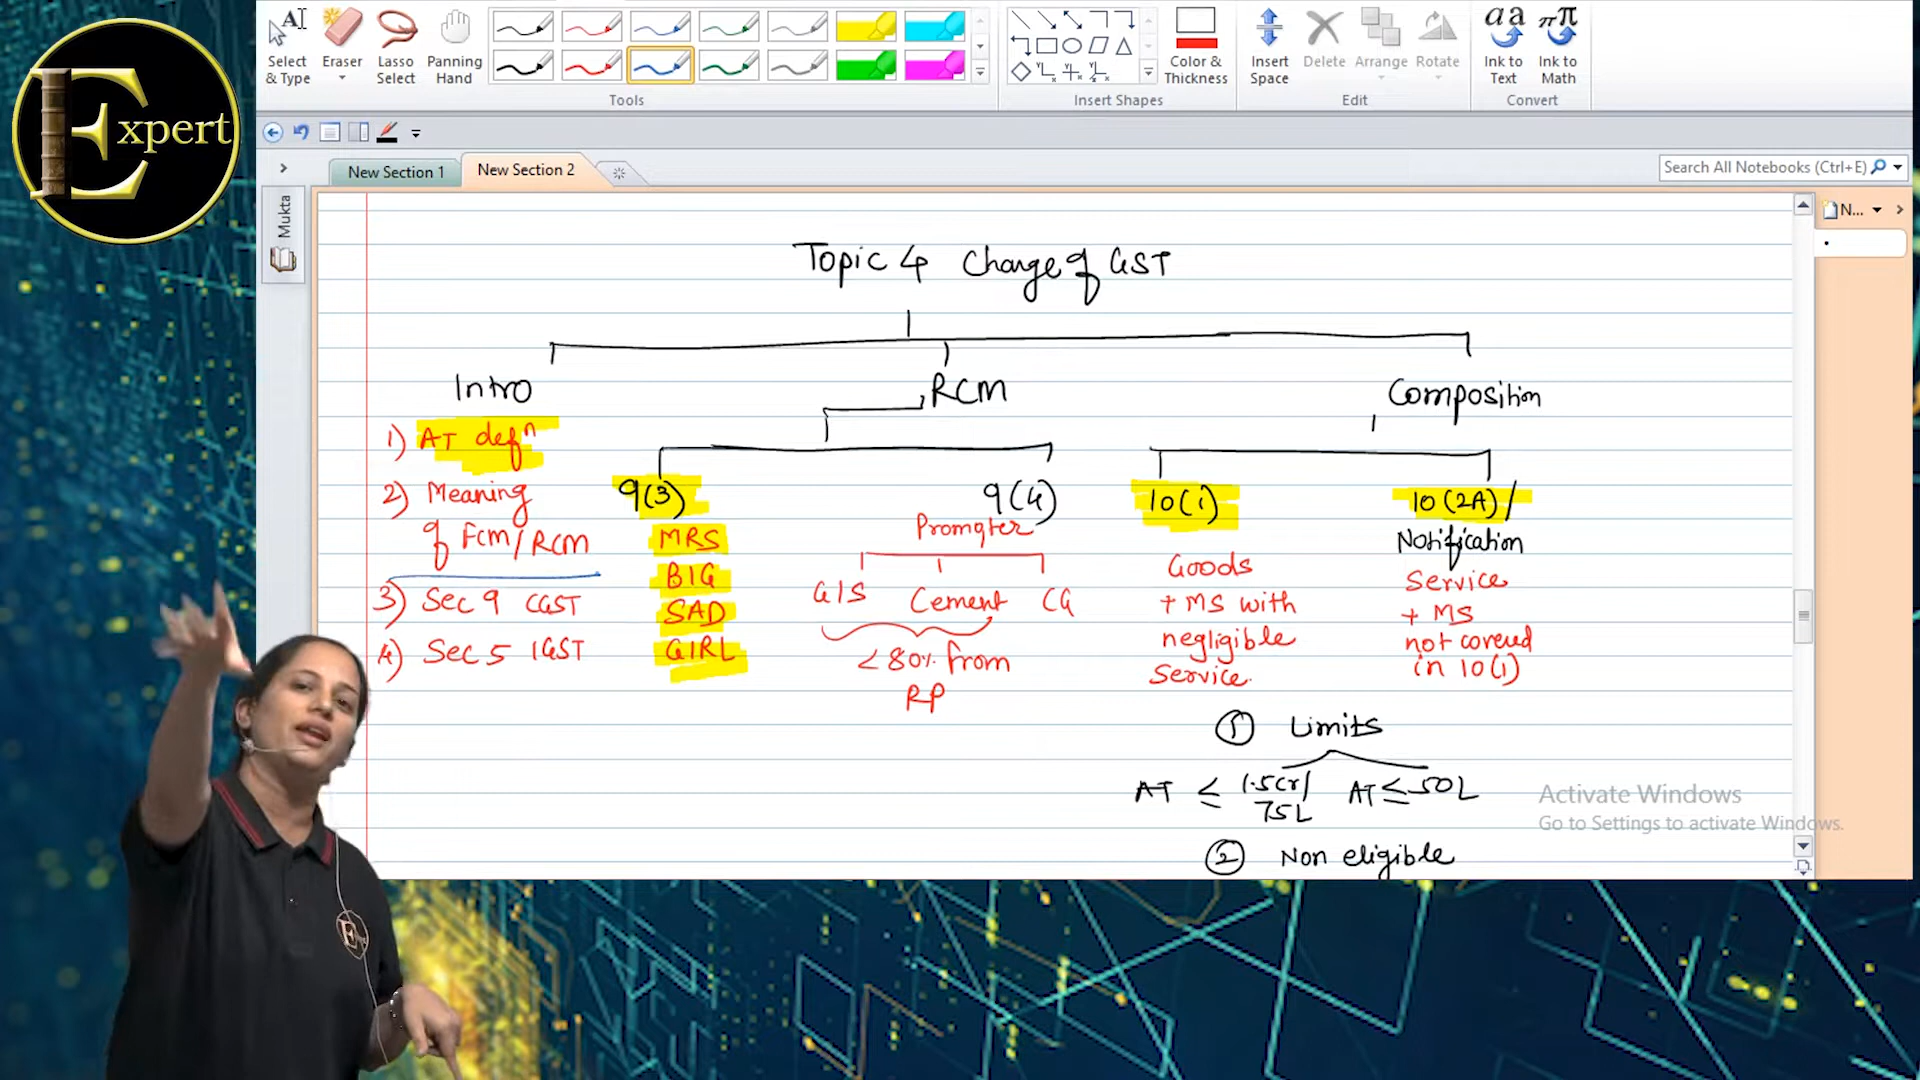 Expert
Select
& Type
Eraser
Lasso
Select
Panning
Hand
Tools
Insert Shapes
Color &
Thickness
Insert
Space
Delete
Arrange
Rotate
Edit
Ink to
Text
Ink to
Math
Convert
New Section 1
New Section 2
Search All Notebooks (Ctrl+E)
Mukta
N...
Topic 4 Charge of GST
Intro
RCM
Composition
1) AT defn
2) Meaning
of FCM/RCM
3) Sec 9 CGST
4) Sec 5 IGST
9(3)
MRS
BIG
SAD
GIRL
9(4)
Promoter
G/S
Cement
CG
<80% from
RP
10(1)
Goods
+ MS with
negligible
Service.
10(2A)/
Notification
Service
+ MS
not covered
in 10(1)
① Limits
AT ≤ 1.5Cr/
75L
AT ≤ 50L
② Non eligible
Activate Windows
Go to Settings to activate Windows.